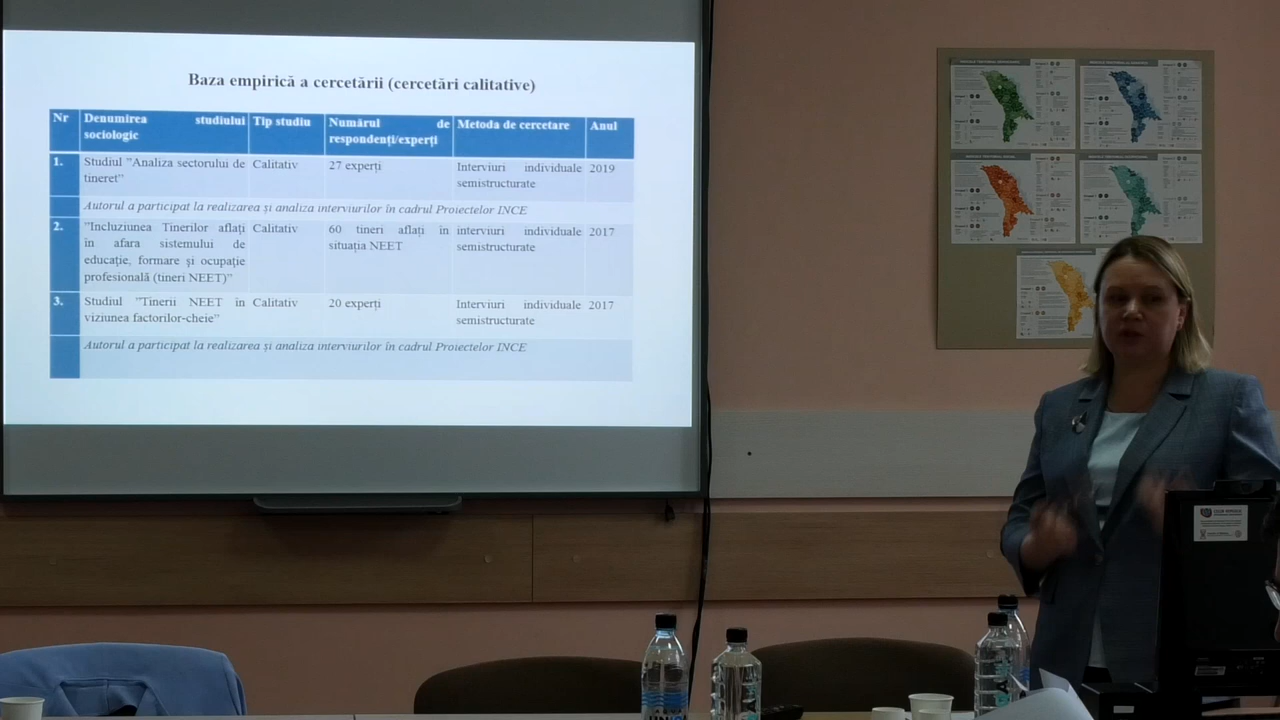 Baza empirică a cercetării (cercetări calitative)
Nr Denumirea studiului sociologic Tip studiu Numărul de respondenți/experți Metoda de cercetare Anul
1. Studiul "Analiza sectorului de tineret" Calitativ 27 experți Interviuri individuale semistructurate 2019
Autorul a participat la realizarea și analiza interviurilor în cadrul Proiectelor INCE
2. "Incluziunea Tinerilor aflați în afara sistemului de educație, formare și ocupație profesională (tineri NEET)" Calitativ 60 tineri aflați în situația NEET interviuri individuale semistructurate 2017
3. Studiul "Tinerii NEET în viziunea factorilor-cheie" Calitativ 20 experți Interviuri individuale semistructurate 2017
Autorul a participat la realizarea și analiza interviurilor în cadrul Proiectelor INCE